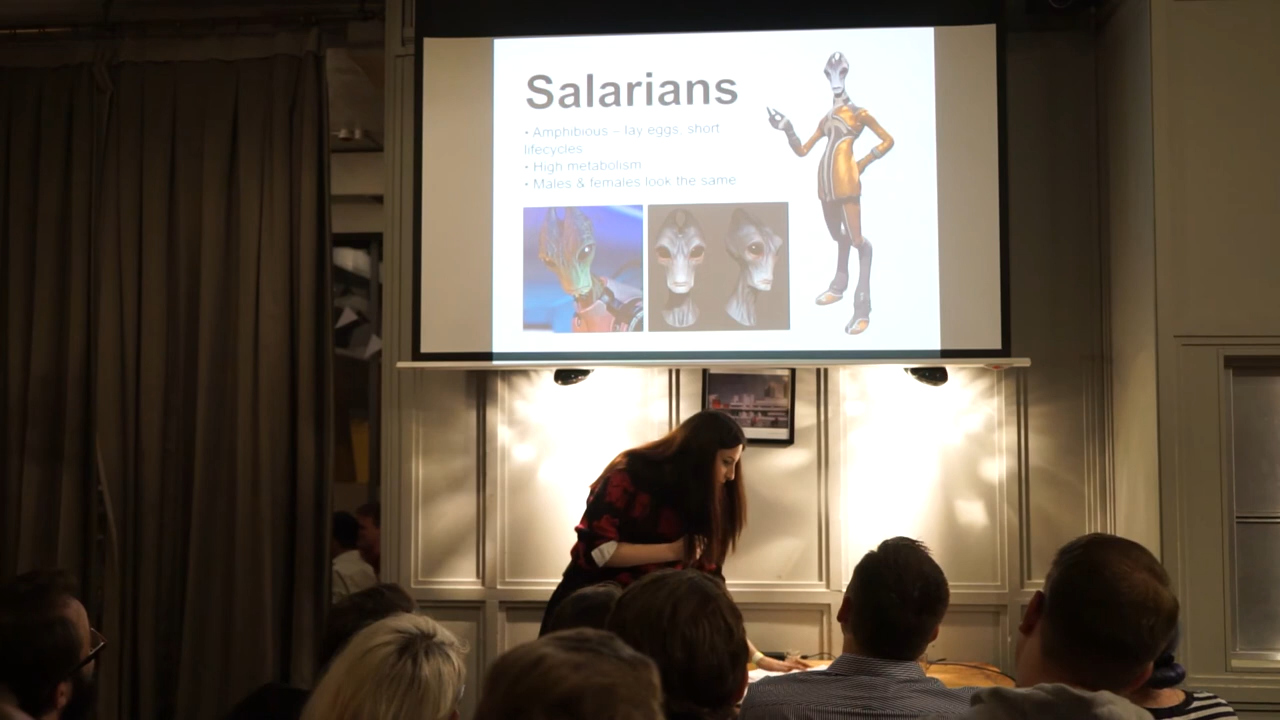 Salarians
• Amphibious – lay eggs, short
lifecycles
• High metabolism
• Males & females look the same